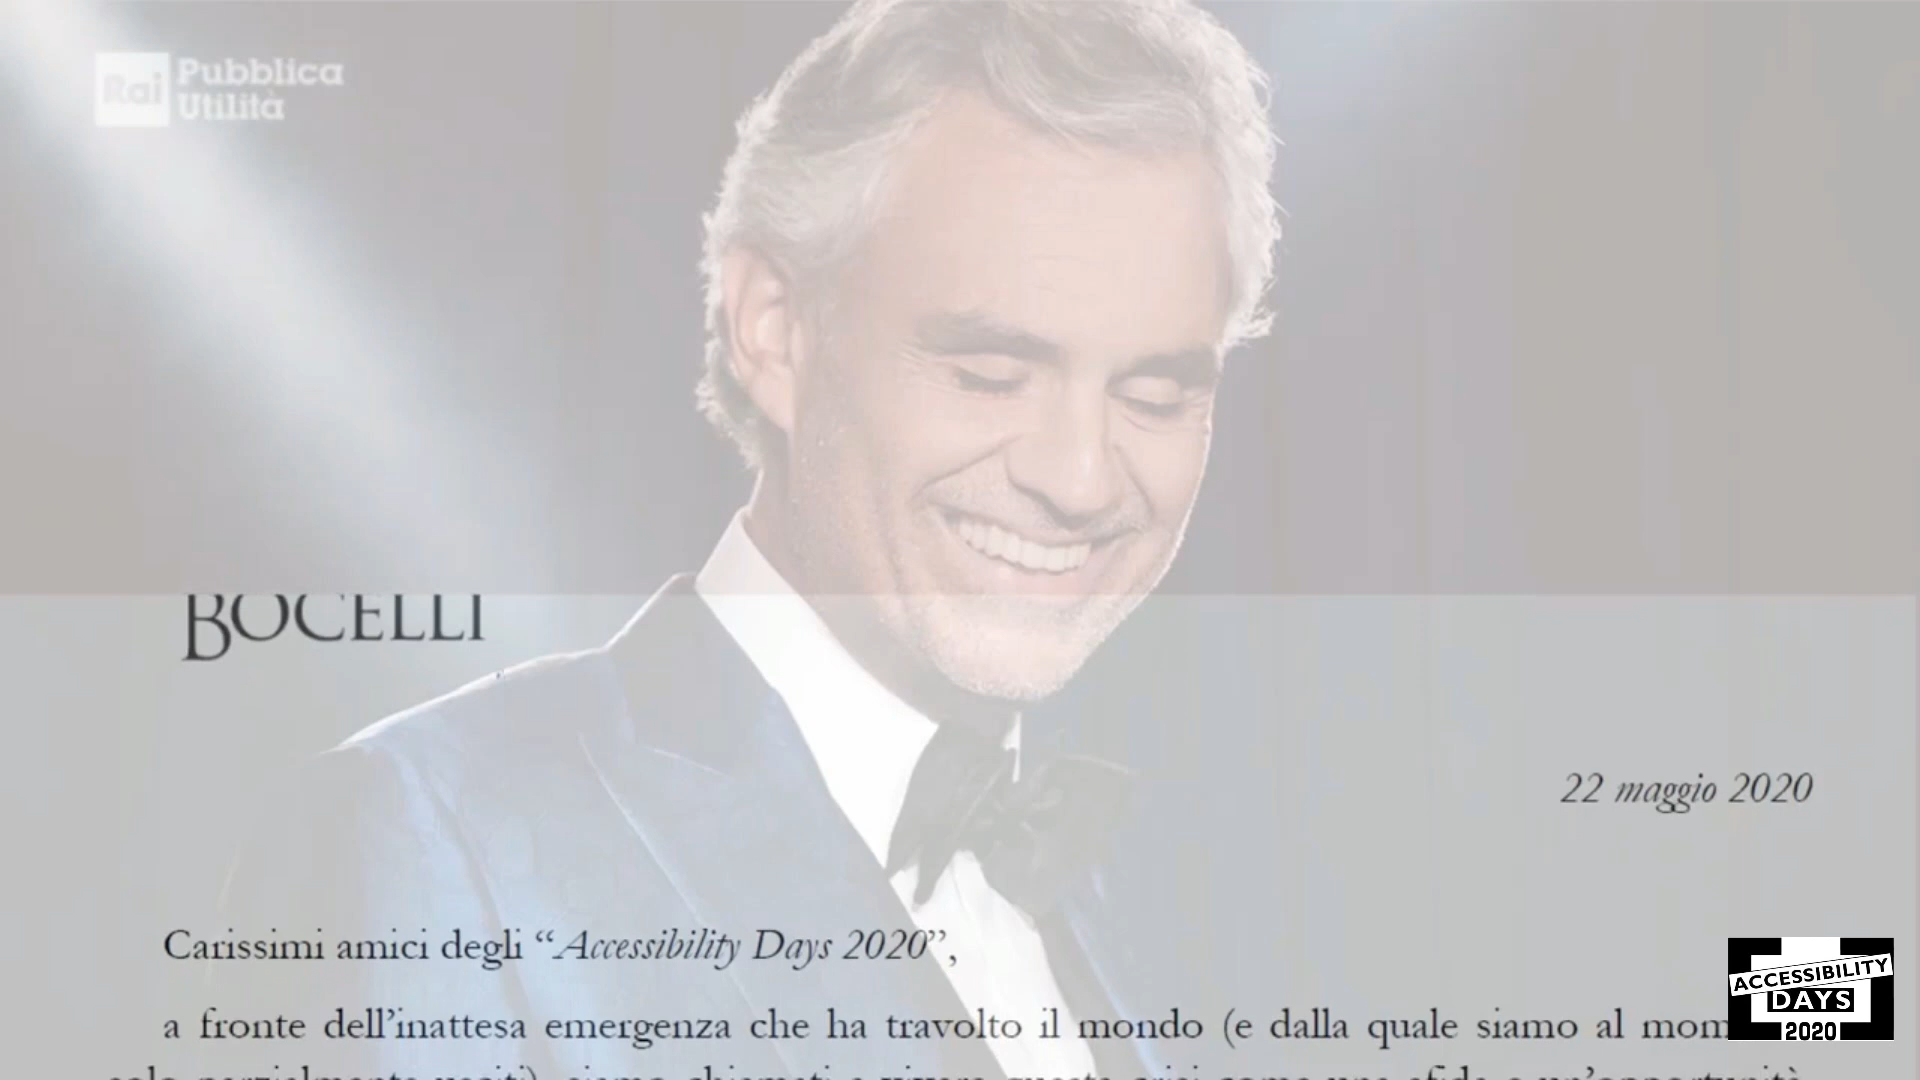 Rai Pubblica
Utilità
BOCELLI
22 maggio 2020
Carissimi amici degli “Accessibility Days 2020”,
a fronte dell’inattesa emergenza che ha travolto il mondo (e dalla quale siamo al mom
ACCESSIBILITY
DAYS
2020